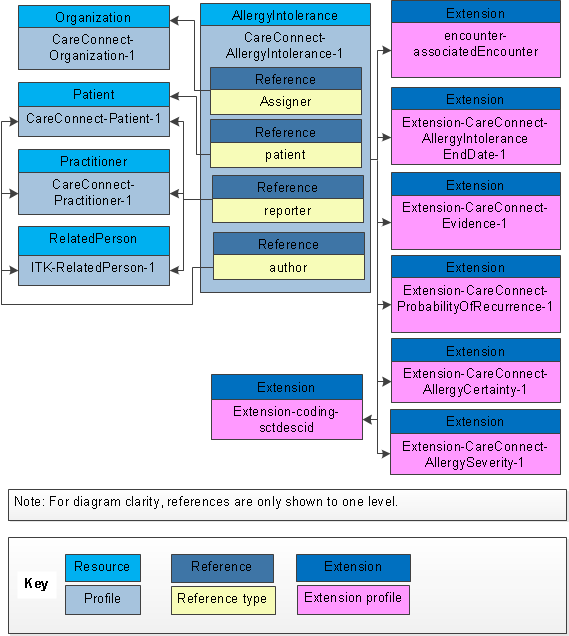 Organization
CareConnect-
Organization-1
Patient
CareConnect-Patient-1
Practitioner
CareConnect-
Practitioner-1
RelatedPerson
ITK-RelatedPerson-1
AllergyIntolerance
CareConnect-
AllergyIntolerance-1
Reference
Assigner
Reference
patient
Reference
reporter
Reference
author
Extension
encounter-
associatedEncounter
Extension
Extension-CareConnect-
AllergyIntolerance
EndDate-1
Extension
Extension-CareConnect-
Evidence-1
Extension
Extension-CareConnect-
ProbabilityOfRecurrence-1
Extension
Extension-CareConnect-
AllergyCertainty-1
Extension
Extension-CareConnect-
AllergySeverity-1
Extension
Extension-coding-
sctdescid
Note: For diagram clarity, references are only shown to one level.
Key
Resource
Profile
Reference
Reference type
Extension
Extension profile